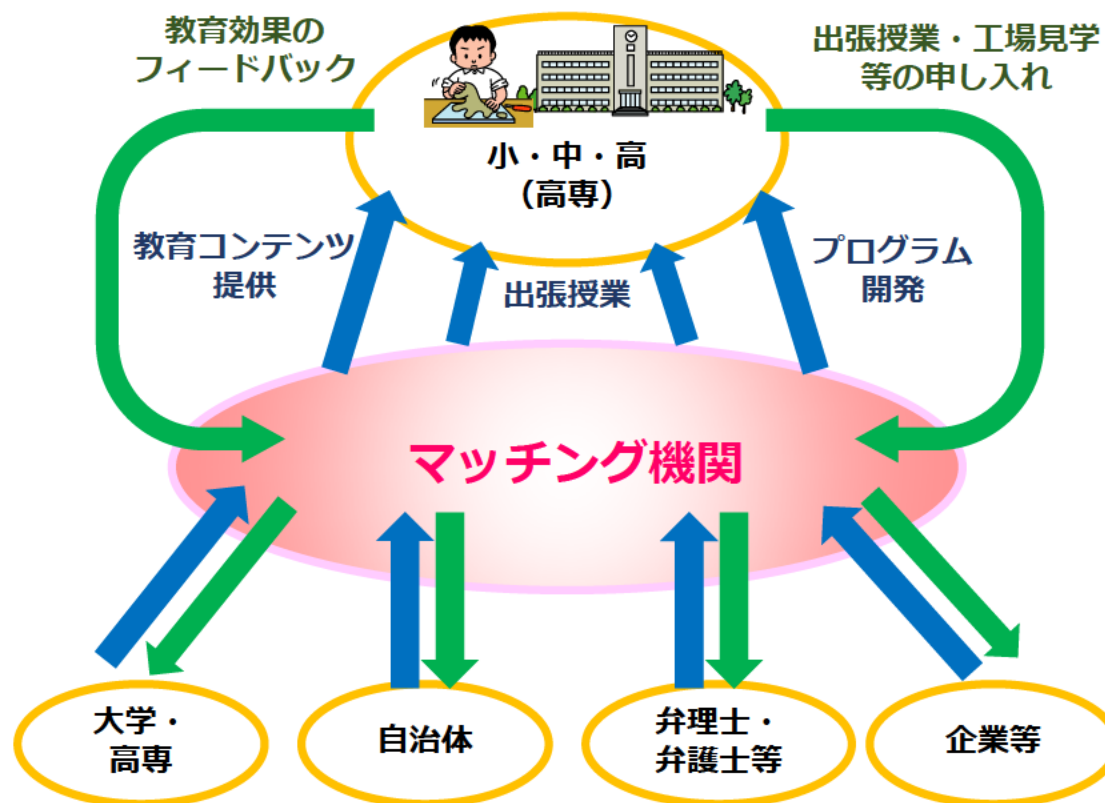 教育効果の
フィードバック
出張授業・工場見学
等の申し入れ
小・中・高
(高専)
教育コンテンツ
提供
出張授業
プログラム
開発
マッチング機関
大学・
高専
自治体
弁理士・
弁護士等
企業等